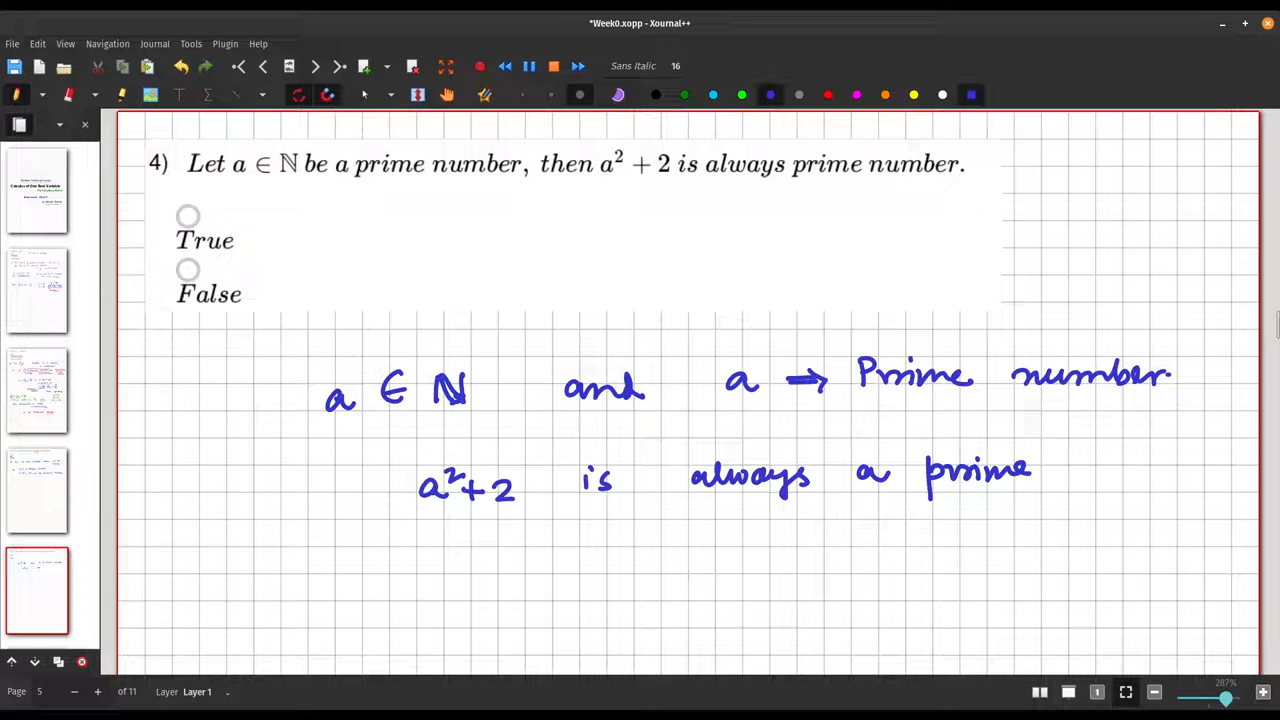 *Week0.xopp - Xournal++
File Edit View Navigation Journal Tools Plugin Help
Sans Italic 16
4) Let a ∈ ℕ be a prime number, then a² + 2 is always prime number.
True
False
a ∈ ℕ and a → Prime number.
a²+2 is always a prime
Page 5 of 11 Layer Layer 1
287%